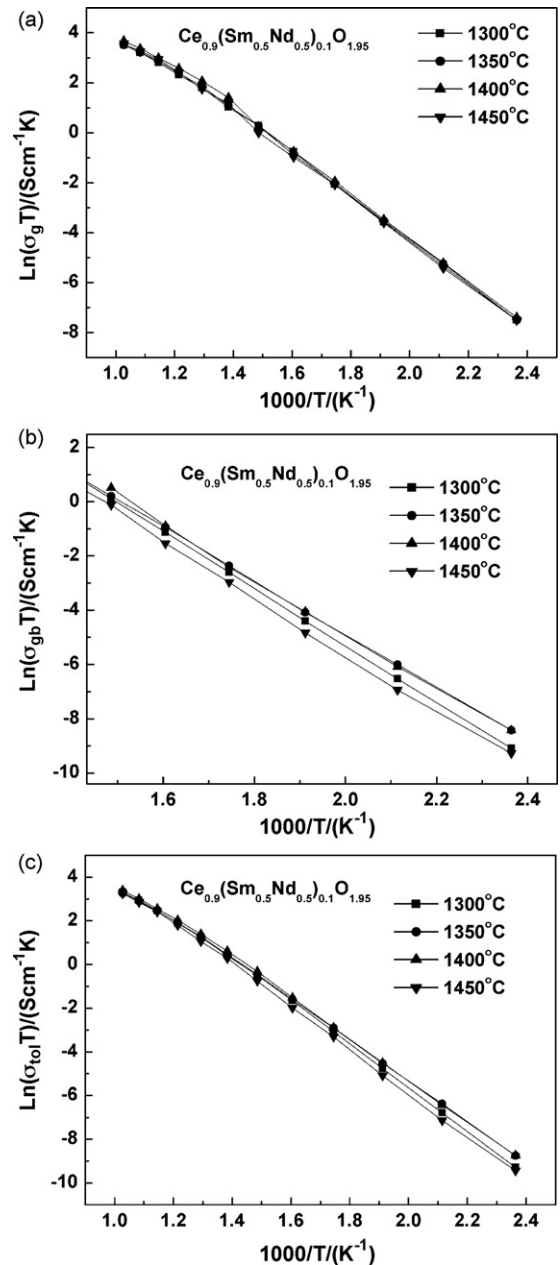 (a)
Ce0.9(Sm0.5Nd0.5)0.1O1.95
1300°C
1350°C
1400°C
1450°C
4
2
0
-2
-4
-6
-8
Ln(σgT)/(Scm-1K)
1.0 1.2 1.4 1.6 1.8 2.0 2.2 2.4
1000/T/(K-1)
(b)
Ce0.9(Sm0.5Nd0.5)0.1O1.95
1300°C
1350°C
1400°C
1450°C
2
0
-2
-4
-6
-8
-10
Ln(σgbT)/(Scm-1K)
1.6 1.8 2.0 2.2 2.4
1000/T/(K-1)
(c)
Ce0.9(Sm0.5Nd0.5)0.1O1.95
1300°C
1350°C
1400°C
1450°C
4
2
0
-2
-4
-6
-8
-10
Ln(σtolT)/(Scm-1K)
1.0 1.2 1.4 1.6 1.8 2.0 2.2 2.4
1000/T/(K-1)